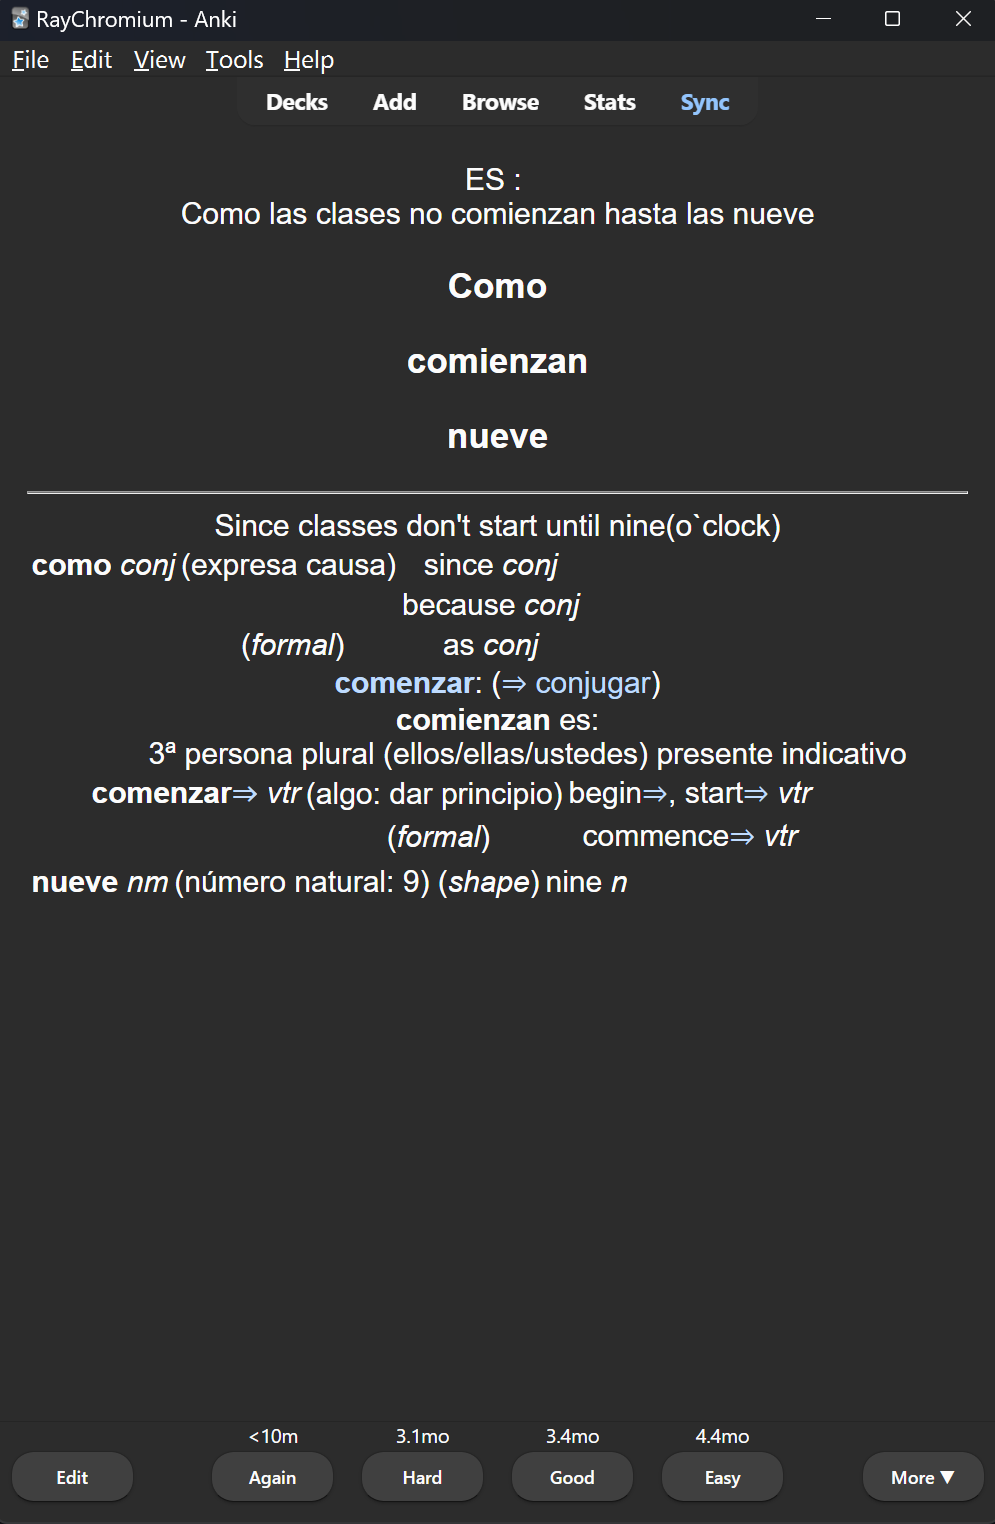 RayChromium - Anki
File Edit View Tools Help
Decks Add Browse Stats Sync
ES :
Como las clases no comienzan hasta las nueve
Como
comienzan
nueve
Since classes don't start until nine(o`clock)
como conj (expresa causa) since conj
because conj
(formal) as conj
comenzar: (⇒ conjugar)
comienzan es:
3ª persona plural (ellos/ellas/ustedes) presente indicativo
comenzar⇒ vtr (algo: dar principio) begin⇒, start⇒ vtr
(formal) commence⇒ vtr
nueve nm (número natural: 9) (shape) nine n
<10m 3.1mo 3.4mo 4.4mo
Edit Again Hard Good Easy More ▼